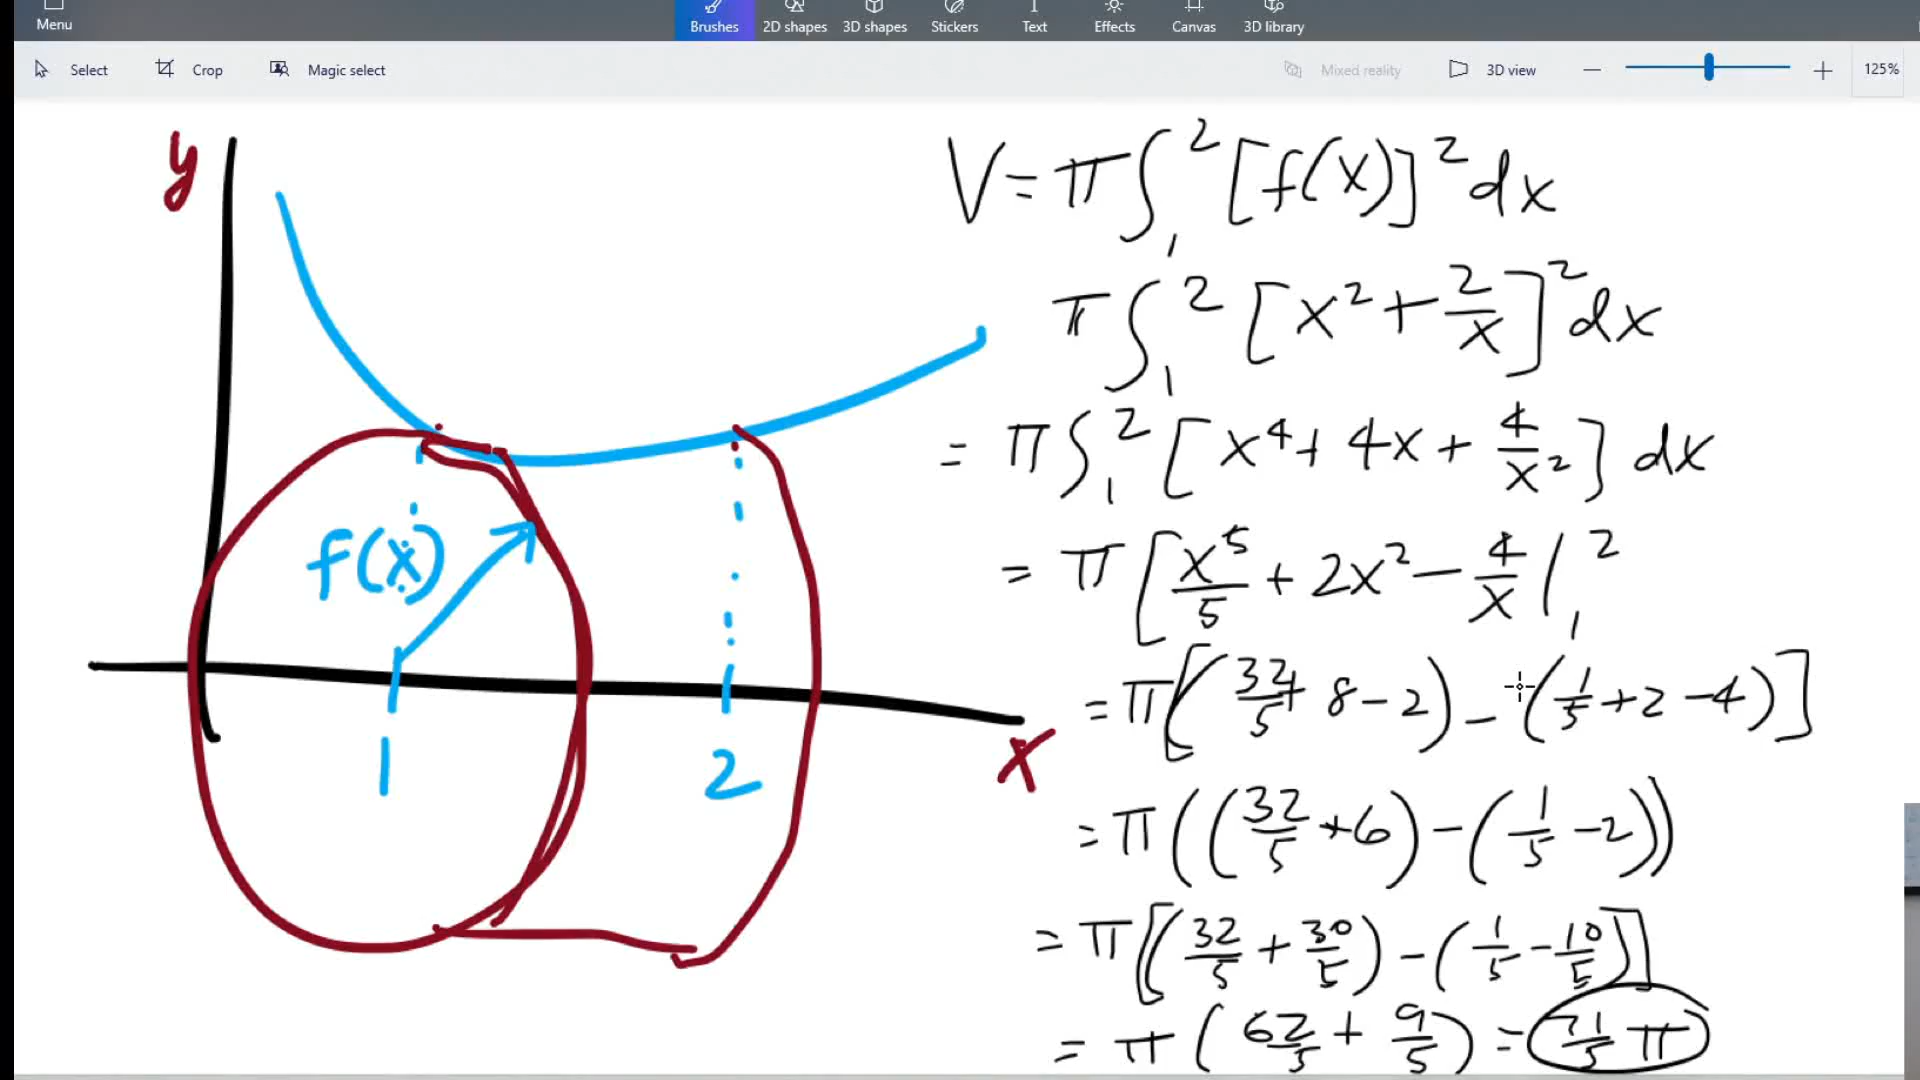 Menu
Brushes 2D shapes 3D shapes Stickers Text Effects Canvas 3D library
Select Crop Magic select Mixed reality 3D view 125%
y
f(x)
1
2
x
V = π∫₁² [f(x)]² dx
π∫₁² [x² + 2/x]² dx
= π∫₁² [x⁴ + 4x + 4/x²] dx
= π[x⁵/5 + 2x² − 4/x |₁²
= π[(32/5 + 8 − 2) − (1/5 + 2 − 4)]
= π((32/5 + 6) − (1/5 − 2))
= π[(32/5 + 30/5) − (1/5 − 10/5)]
= π(62/5 + 9/5) = 71/5 π